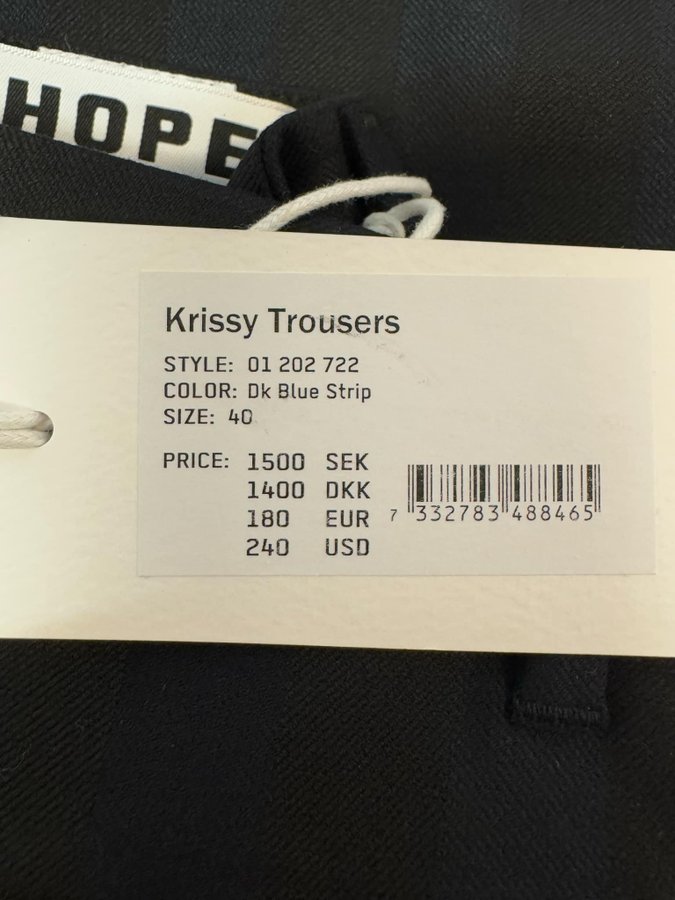 HOPE
Krissy Trousers
STYLE: 01 202 722
COLOR: Dk Blue Strip
SIZE: 40
PRICE: 1500 SEK
1400 DKK
180 EUR
240 USD
7 332783 488465